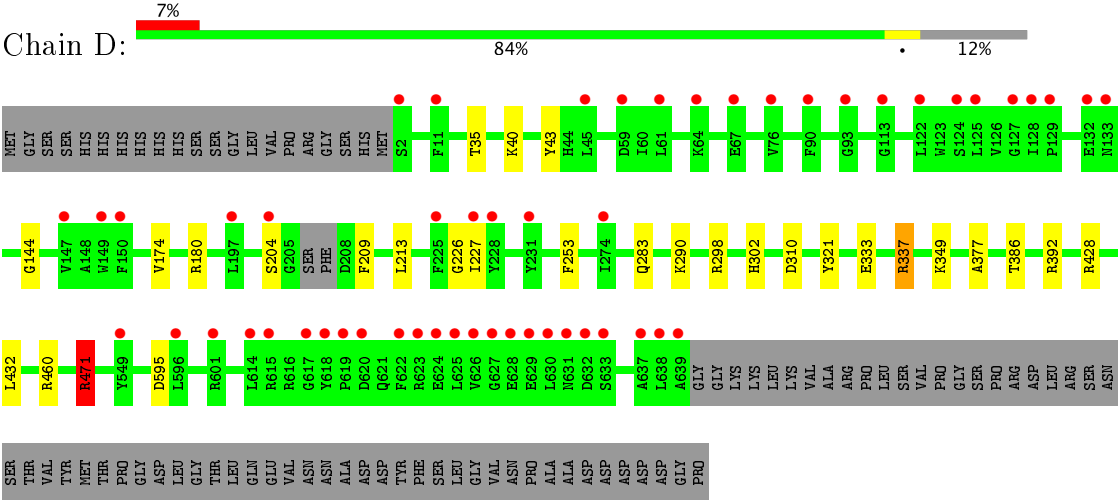 7%
Chain D:
84%
•
12%
MET GLY SER SER HIS HIS HIS HIS HIS HIS SER SER GLY LEU VAL PRO ARG GLY SER HIS MET S2 F11 T35 K40 Y43 H44 L45 D59 I60 L61 K64 E67 V76 F90 G93 G113 L122 W123 S124 L125 V126 G127 I128 P129 E132 N133
G144 V147 A148 W149 F150 V174 R180 L197 S204 G205 SER PHE D208 F209 L213 F225 G226 I227 Y228 Y231 F253 I274 Q283 K290 R298 H302 D310 Y321 E333 R337 K349 A377 T386 R392 R428
L432 R460 R471 Y549 D595 L596 R601 L614 R615 R616 G617 Y618 P619 D620 Q621 F622 R623 E624 L625 V626 G627 E628 E629 L630 N631 D632 S633 A637 L638 A639 GLY GLY LYS LYS LEU LYS VAL ALA ARG PRO LEU SER VAL PRO GLY SER PRO ARG ASP LEU ARG SER ASN
SER THR VAL TYR MET THR PRO GLY ASP LEU GLY THR LEU GLN GLU VAL ASN ASN ALA ASP ASP TYR PHE SER LEU GLY VAL ASN PRO ALA ALA ASP ASP ASP ASP ASP GLY PRO